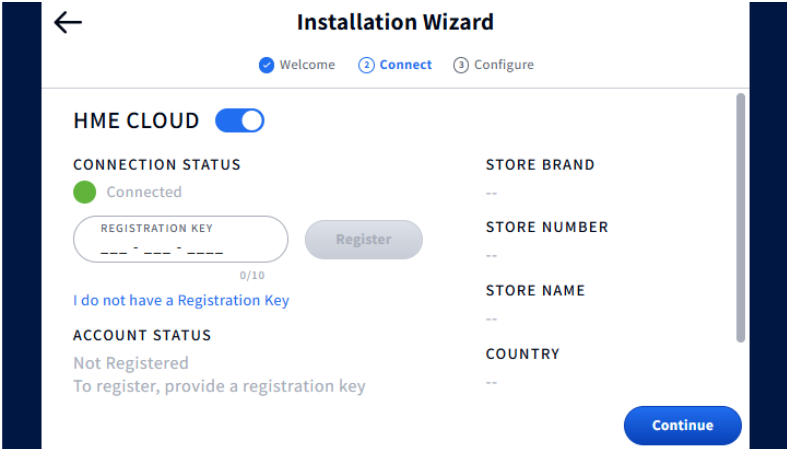 Installation Wizard
Welcome
2 Connect
3 Configure
HME CLOUD
CONNECTION STATUS
Connected
REGISTRATION KEY
___ - ___ - ____
Register
0/10
I do not have a Registration Key
ACCOUNT STATUS
Not Registered
To register, provide a registration key
STORE BRAND
--
STORE NUMBER
--
STORE NAME
--
COUNTRY
--
Continue